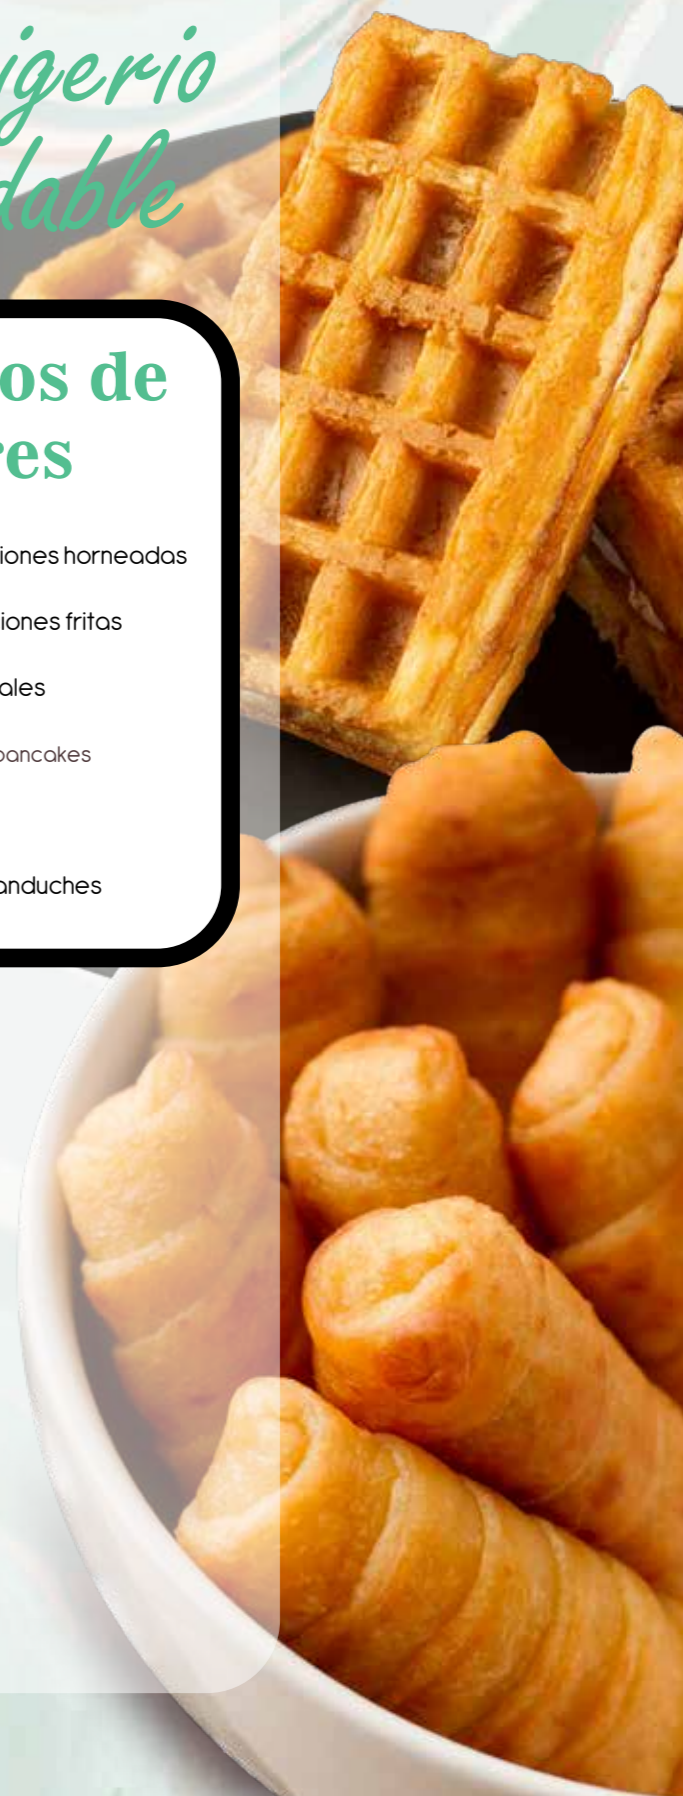 igerio
dable
os de
res
iones horneadas
iones fritas
ales
pancakes
anduches